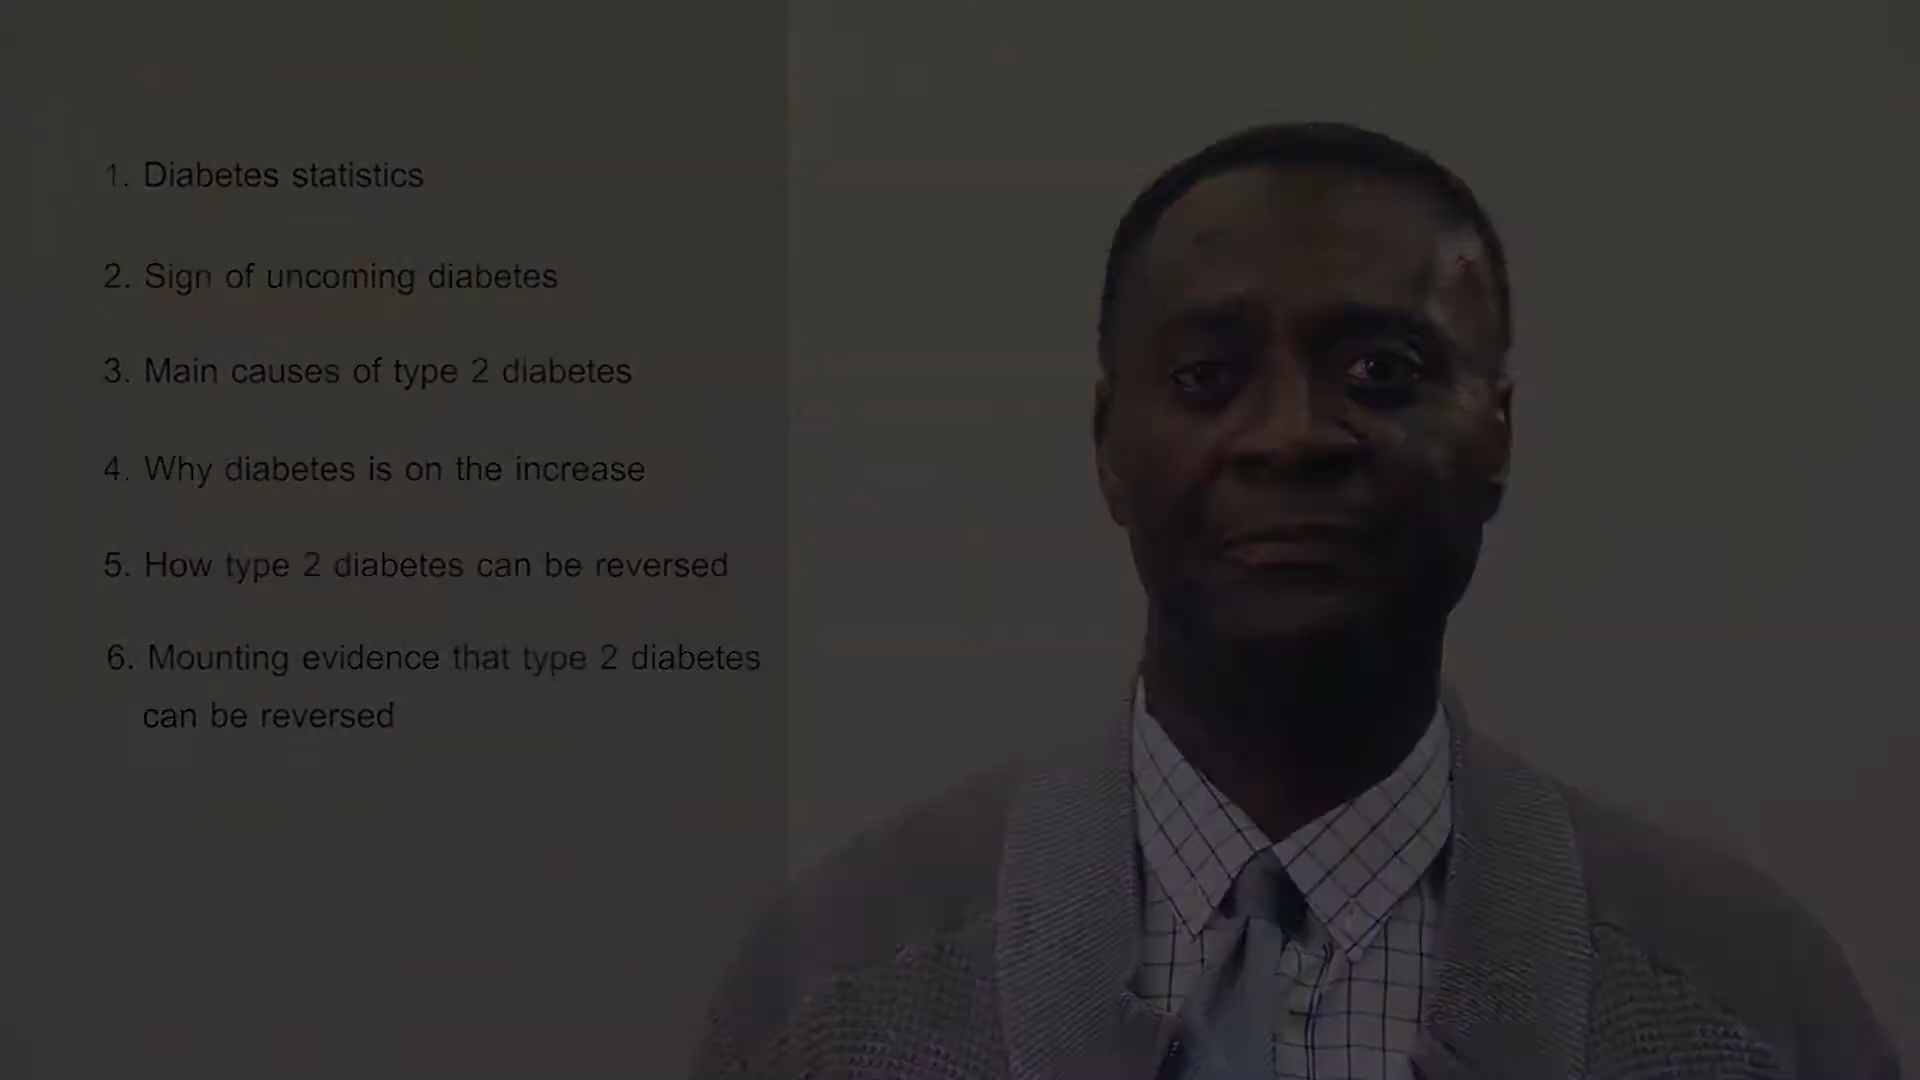 1. Diabetes statistics
2. Sign of uncoming diabetes
3. Main causes of type 2 diabetes
4. Why diabetes is on the increase
5. How type 2 diabetes can be reversed
6. Mounting evidence that type 2 diabetes
can be reversed